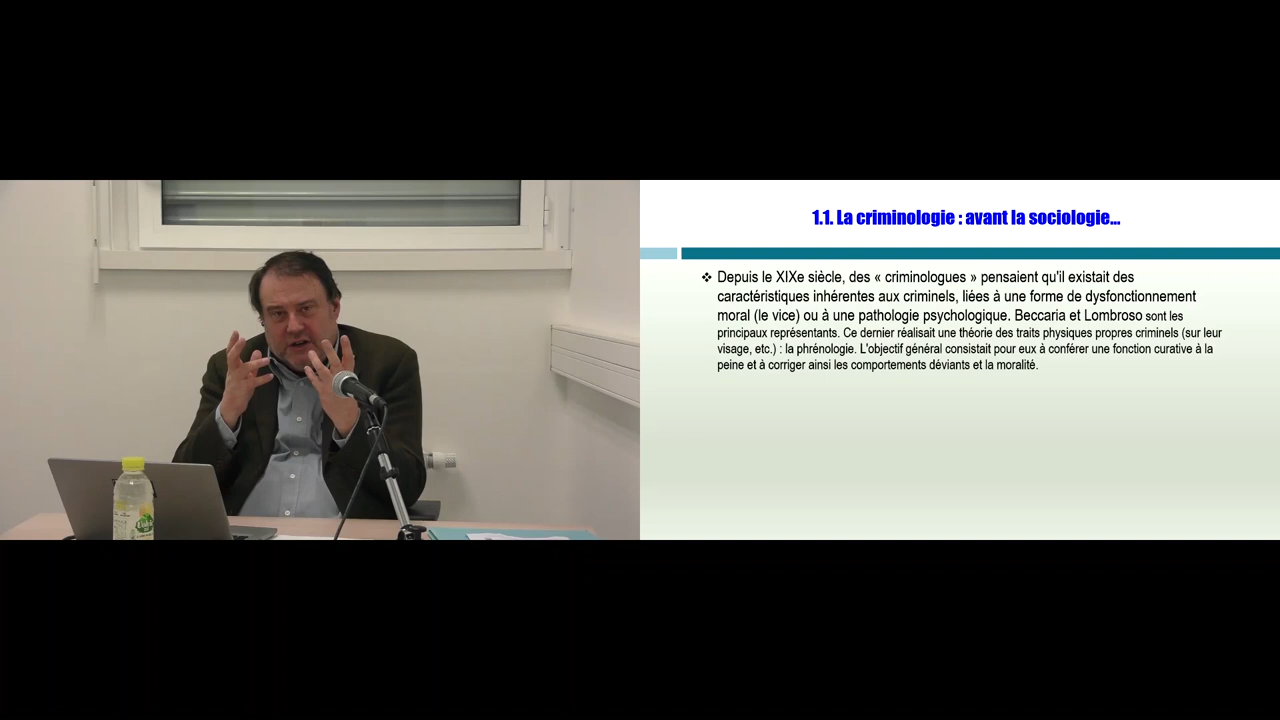 1.1. La criminologie : avant la sociologie...
❖ Depuis le XIXe siècle, des « criminologues » pensaient qu'il existait des
caractéristiques inhérentes aux criminels, liées à une forme de dysfonctionnement
moral (le vice) ou à une pathologie psychologique. Beccaria et Lombroso sont les
principaux représentants. Ce dernier réalisait une théorie des traits physiques propres criminels (sur leur
visage, etc.) : la phrénologie. L'objectif général consistait pour eux à conférer une fonction curative à la
peine et à corriger ainsi les comportements déviants et la moralité.